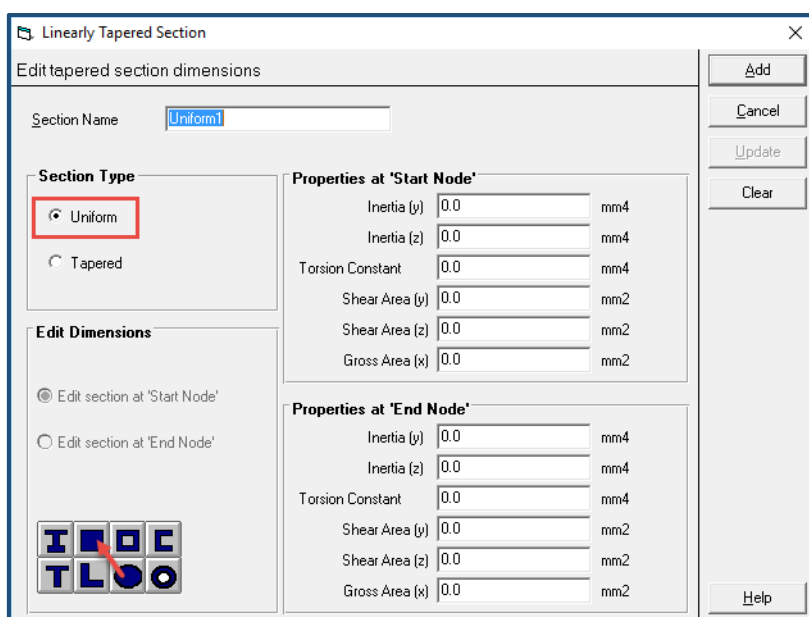 Linearly Tapered Section
Edit tapered section dimensions
Section Name Uniform1
Section Type
Uniform
Tapered
Edit Dimensions
Edit section at 'Start Node'
Edit section at 'End Node'
Properties at 'Start Node'
Inertia (y) 0.0 mm4
Inertia (z) 0.0 mm4
Torsion Constant 0.0 mm4
Shear Area (y) 0.0 mm2
Shear Area (z) 0.0 mm2
Gross Area (x) 0.0 mm2
Properties at 'End Node'
Inertia (y) 0.0 mm4
Inertia (z) 0.0 mm4
Torsion Constant 0.0 mm4
Shear Area (y) 0.0 mm2
Shear Area (z) 0.0 mm2
Gross Area (x) 0.0 mm2
Add
Cancel
Update
Clear
Help